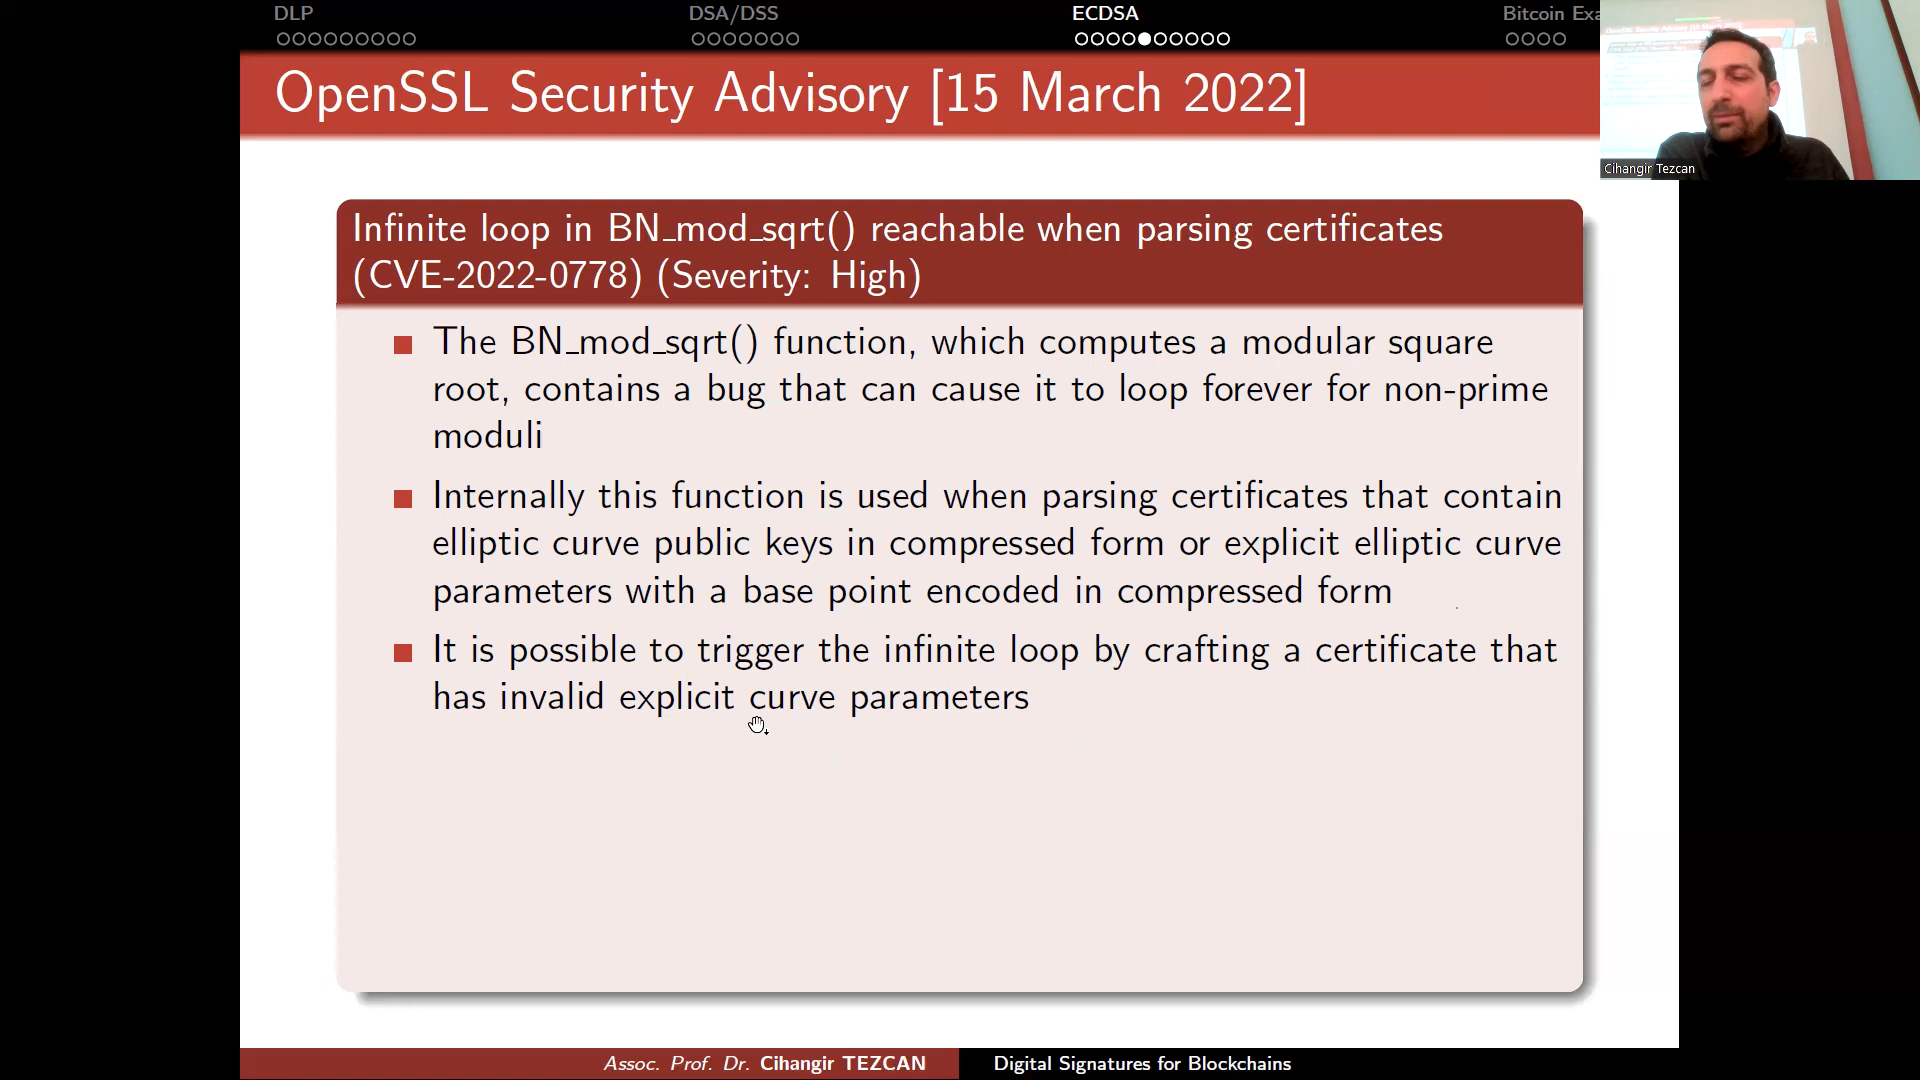 DLP
DSA/DSS
ECDSA
Bitcoin Exa
OpenSSL Security Advisory [15 March 2022]
Cihangir Tezcan
Infinite loop in BN_mod_sqrt() reachable when parsing certificates
(CVE-2022-0778) (Severity: High)
The BN_mod_sqrt() function, which computes a modular square
root, contains a bug that can cause it to loop forever for non-prime
moduli
Internally this function is used when parsing certificates that contain
elliptic curve public keys in compressed form or explicit elliptic curve
parameters with a base point encoded in compressed form
It is possible to trigger the infinite loop by crafting a certificate that
has invalid explicit curve parameters
Assoc. Prof. Dr. Cihangir TEZCAN
Digital Signatures for Blockchains